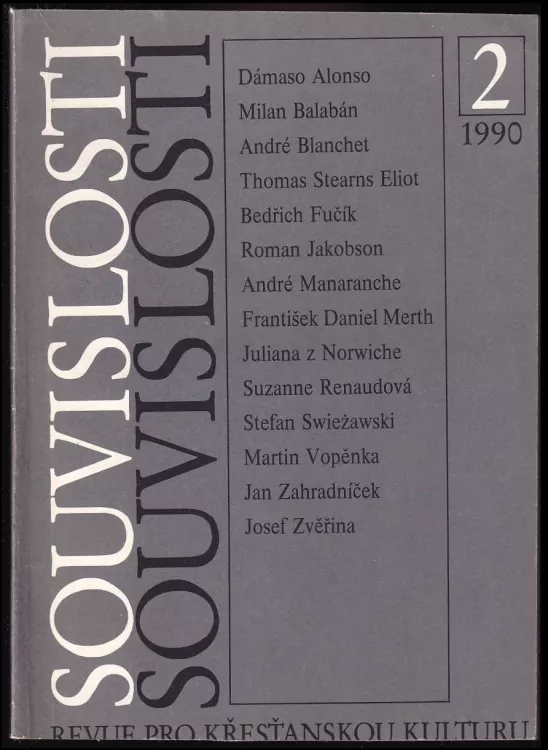 SOUVISLOSTI
SOUVISLOSTI
Dámaso Alonso
Milan Balabán
André Blanchet
Thomas Stearns Eliot
Bedřich Fučík
Roman Jakobson
André Manaranche
František Daniel Merth
Juliana z Norwiche
Suzanne Renaudová
Stefan Swieżawski
Martin Vopěnka
Jan Zahradníček
Josef Zvěřina
2
1990
REVUE PRO KŘESŤANSKOU KULTURU